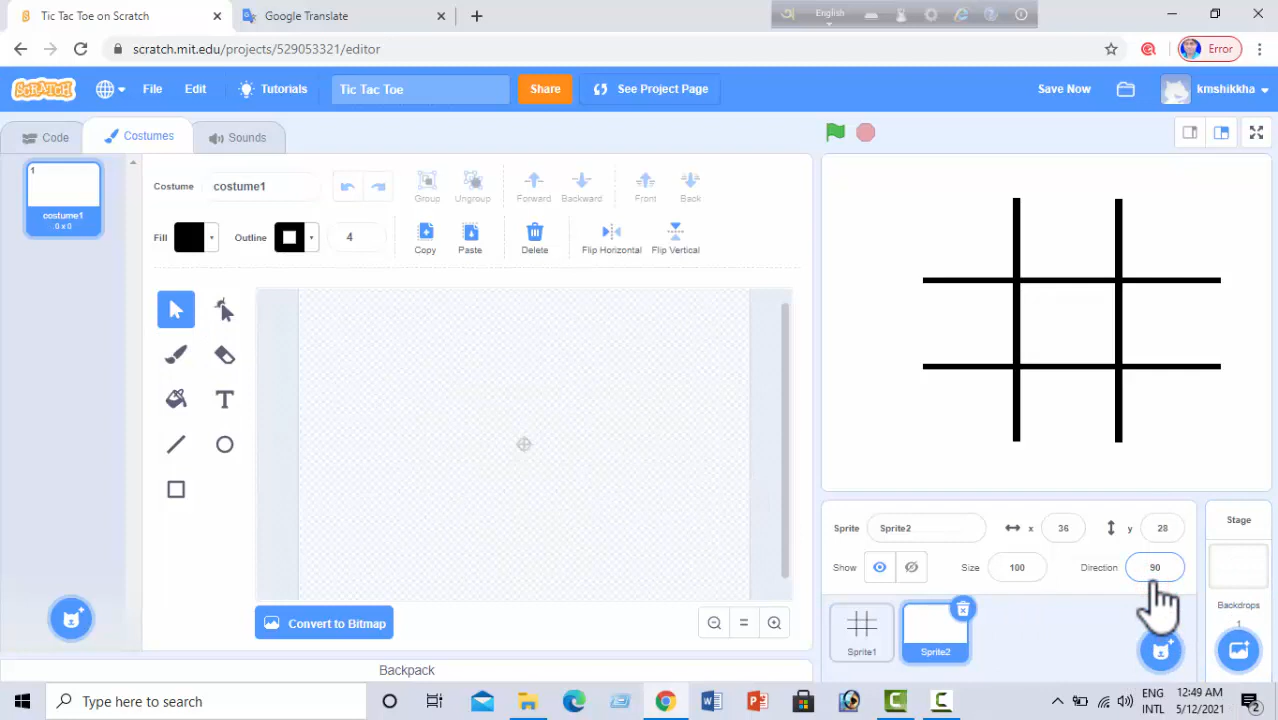 Tic Tac Toe on Scratch
Google Translate
English
scratch.mit.edu/projects/529053321/editor
Error
SCRATCH
File
Edit
Tutorials
Tic Tac Toe
Share
See Project Page
Save Now
kmshikkha
Code
Costumes
Sounds
1
costume1
0 x 0
Costume
costume1
Group
Ungroup
Forward
Backward
Front
Back
Fill
Outline
4
Copy
Paste
Delete
Flip Horizontal
Flip Vertical
T
Convert to Bitmap
Backpack
Sprite
Sprite2
x
36
y
28
Show
Size
100
Direction
90
Sprite1
Sprite2
Stage
Backdrops
1
Type here to search
ENG
INTL
12:49 AM
5/12/2021
2